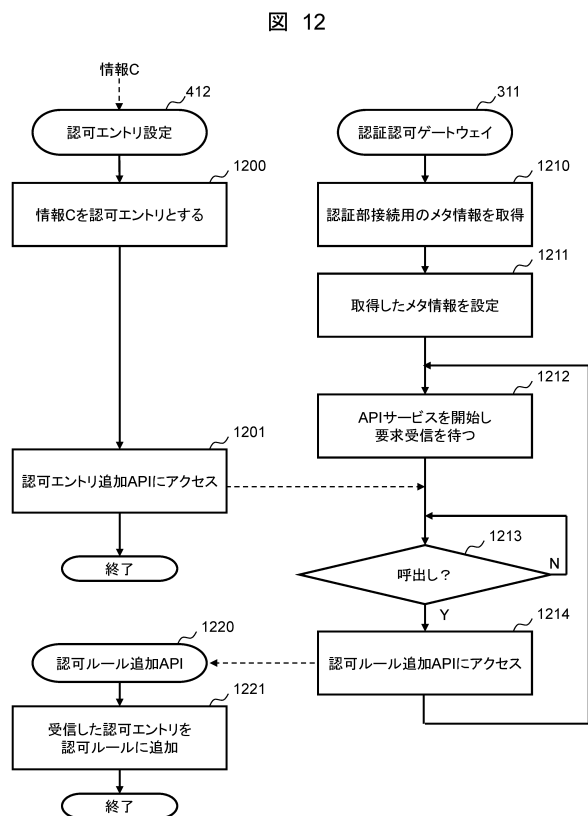 図 12
情報C
412
認可エントリ設定
1200
情報Cを認可エントリとする
1201
認可エントリ追加APIにアクセス
終了
311
認証認可ゲートウェイ
1210
認証部接続用のメタ情報を取得
1211
取得したメタ情報を設定
1212
APIサービスを開始し
要求受信を待つ
1213
呼出し？
N
Y
1214
認可ルール追加APIにアクセス
1220
認可ルール追加API
1221
受信した認可エントリを
認可ルールに追加
終了